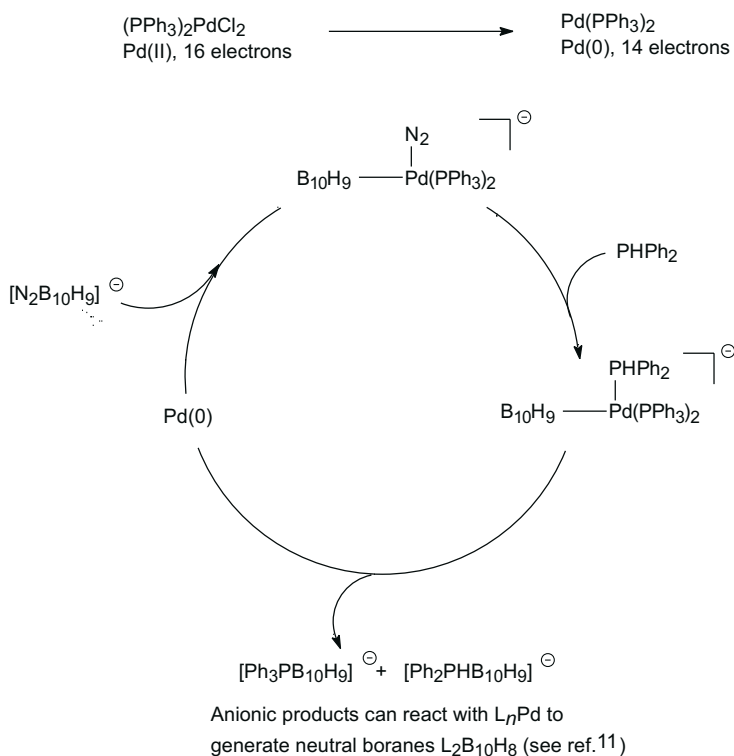 (PPh3)2PdCl2
Pd(II), 16 electrons
Pd(PPh3)2
Pd(0), 14 electrons
N2
⊖
B10H9 Pd(PPh3)2
PHPh2
[N2B10H9] ⊖
PHPh2
⊖
B10H9 Pd(PPh3)2
Pd(0)
[Ph3PB10H9] ⊖ + [Ph2PHB10H9] ⊖
Anionic products can react with LnPd to
generate neutral boranes L2B10H8 (see ref.11)